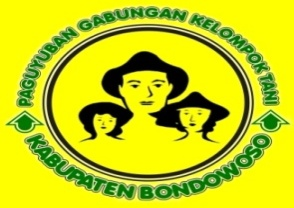 PAGUYUBAN GABUNGAN KELOMPOK TANI
KABUPATEN BONDOWOSO